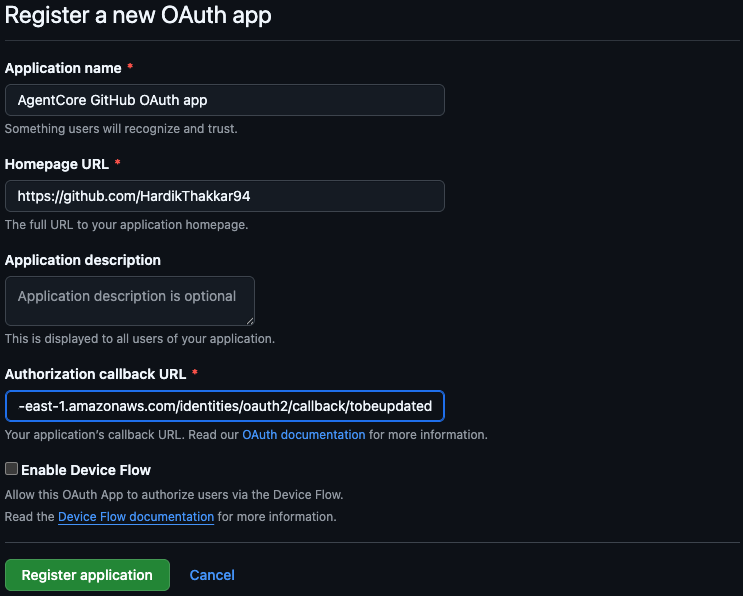 Register a new OAuth app
Application name *
AgentCore GitHub OAuth app
Something users will recognize and trust.
Homepage URL *
https://github.com/HardikThakkar94
The full URL to your application homepage.
Application description
Application description is optional
This is displayed to all users of your application.
Authorization callback URL *
-east-1.amazonaws.com/identities/oauth2/callback/tobeupdated
Your application's callback URL. Read our OAuth documentation for more information.
Enable Device Flow
Allow this OAuth App to authorize users via the Device Flow.
Read the Device Flow documentation for more information.
Register application Cancel